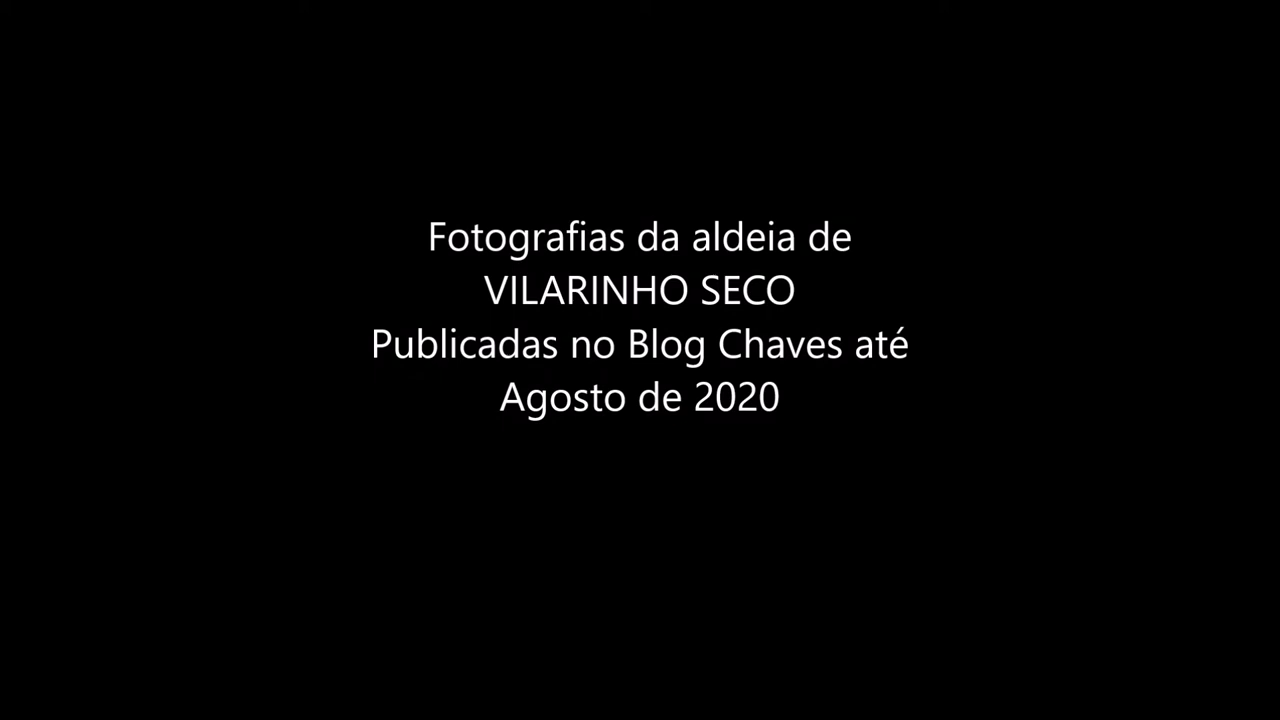 Fotografias da aldeia de
VILARINHO SECO
Publicadas no Blog Chaves até
Agosto de 2020